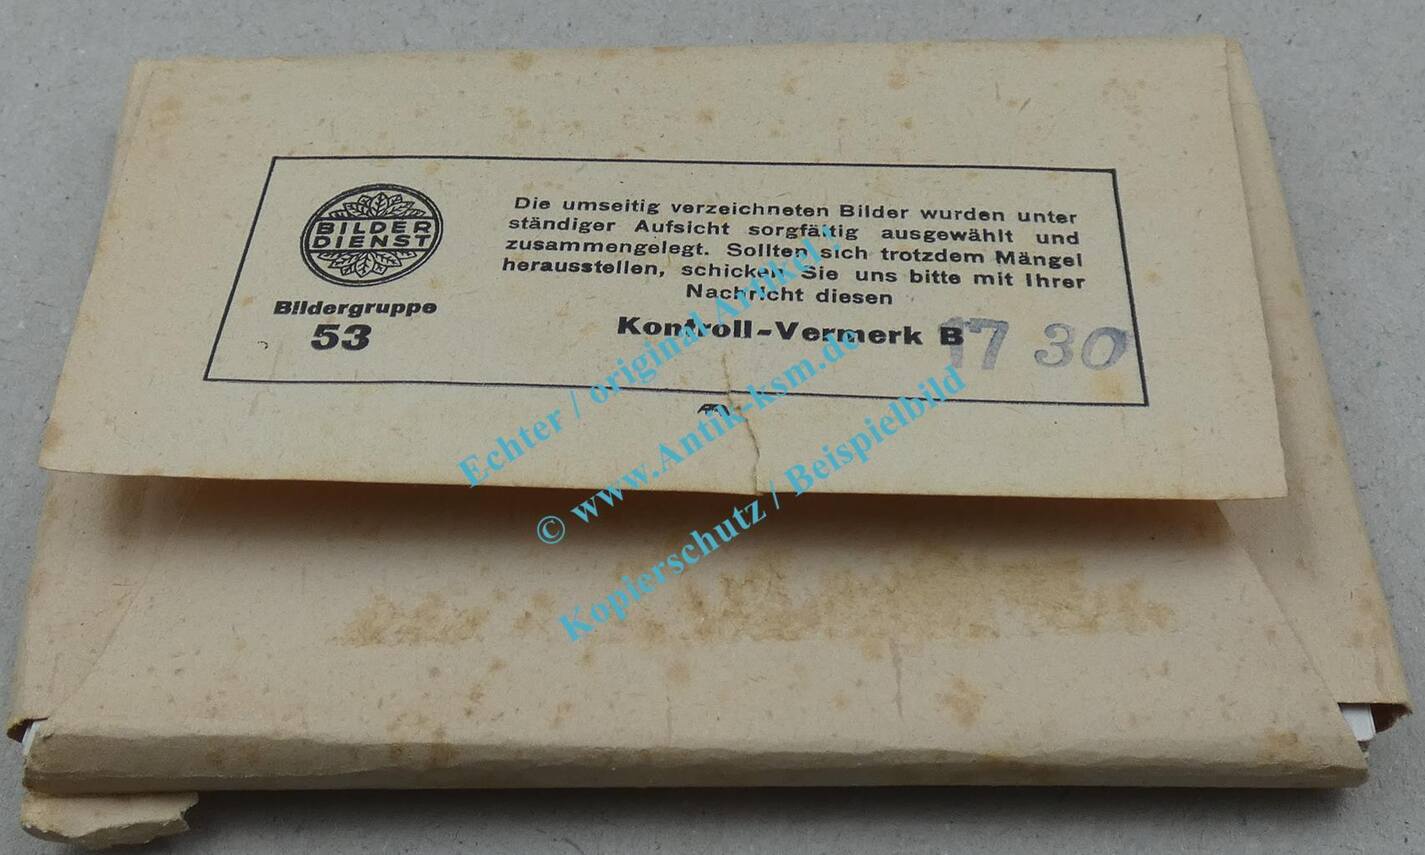 BILDER
DIENST
Bildergruppe
53
Die umseitig verzeichneten Bilder wurden unter
ständiger Aufsicht sorgfältig ausgewählt und
zusammengelegt. Sollten sich trotzdem Mängel
herausstellen, schicken Sie uns bitte mit Ihrer
Nachricht diesen
Kontroll-Vermerk B 17 30
Echter / original Artikel !
© www.Antik-ksm.de
Kopierschutz / Beispielbild